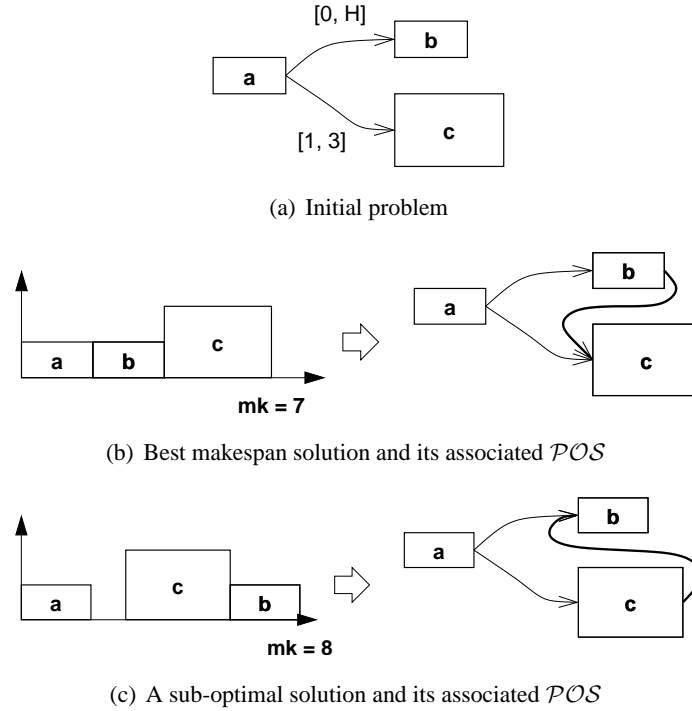 [0, H]
b
a
c
[1, 3]
(a) Initial problem
b
a
c
a b
c
mk = 7
(b) Best makespan solution and its associated POS
b
a
c
a
c
b
mk = 8
(c) A sub-optimal solution and its associated POS